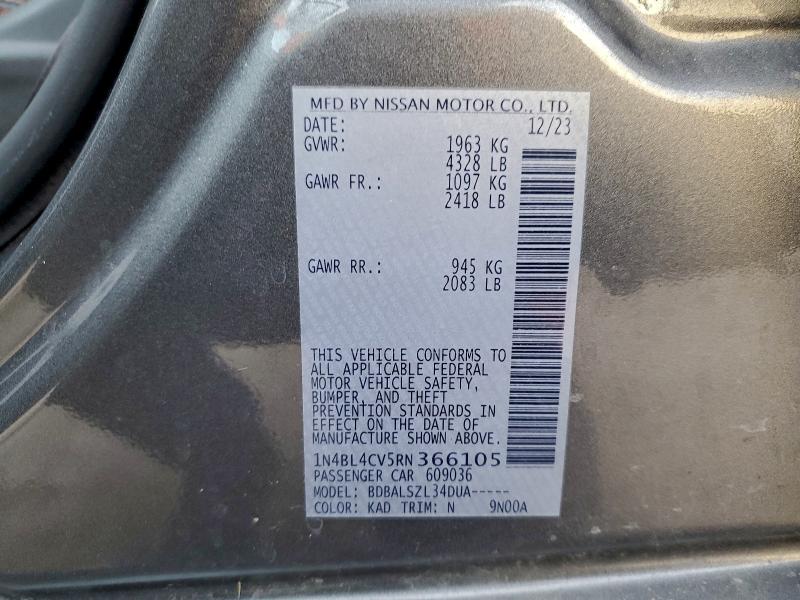 MFD BY NISSAN MOTOR CO., LTD.
DATE: 12/23
GVWR: 1963 KG
4328 LB
GAWR FR.: 1097 KG
2418 LB
GAWR RR.: 945 KG
2083 LB
THIS VEHICLE CONFORMS TO
ALL APPLICABLE FEDERAL
MOTOR VEHICLE SAFETY,
BUMPER, AND THEFT
PREVENTION STANDARDS IN
EFFECT ON THE DATE OF
MANUFACTURE SHOWN ABOVE.
1N4BL4CV5RN366105
PASSENGER CAR 609036
MODEL: BDBALSZL34DUA-----
COLOR: KAD TRIM: N 9N00A